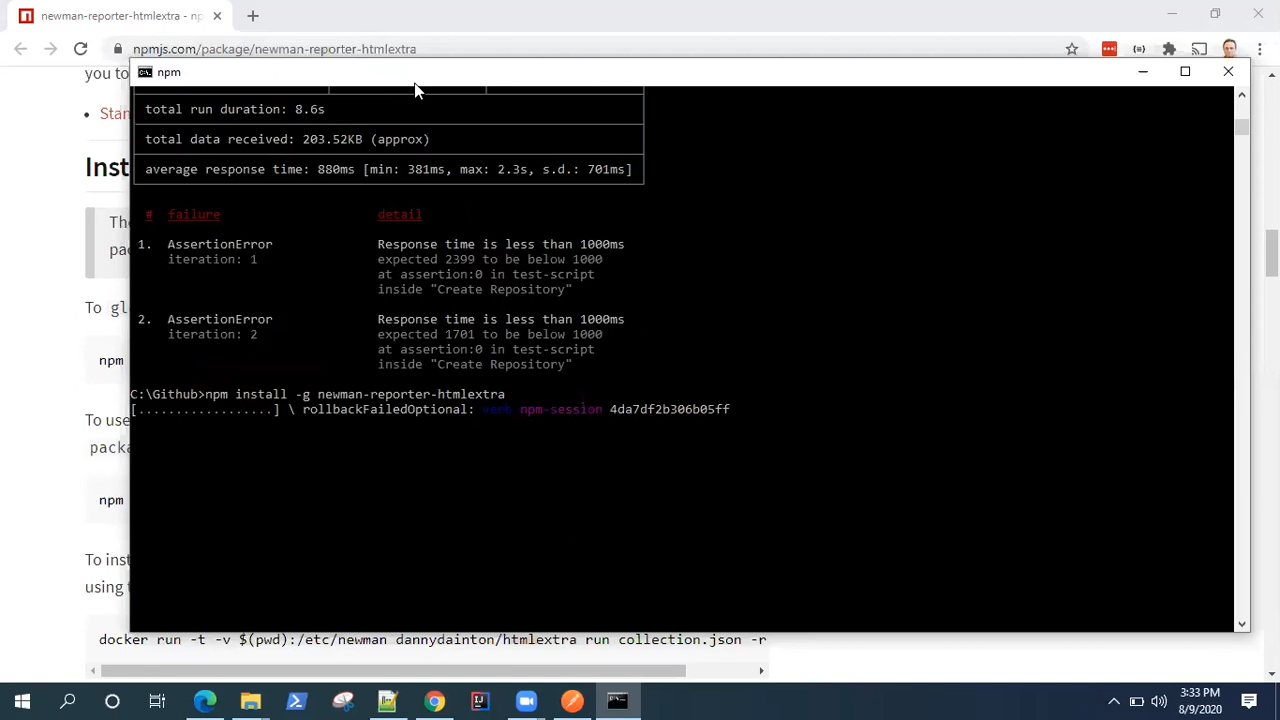 newman-reporter-htmlextra - np
npmjs.com/package/newman-reporter-htmlextra
you to
Stan
Inst
The
pac
To gl
npm
To use
packa
npm
To inst
using t
docker run -t -v $(pwd):/etc/newman dannydainton/htmlextra run collection.json -r
npm
total run duration: 8.6s
total data received: 203.52KB (approx)
average response time: 880ms [min: 381ms, max: 2.3s, s.d.: 701ms]
# failure detail
1. AssertionError Response time is less than 1000ms
iteration: 1 expected 2399 to be below 1000
at assertion:0 in test-script
inside "Create Repository"
2. AssertionError Response time is less than 1000ms
iteration: 2 expected 1701 to be below 1000
at assertion:0 in test-script
inside "Create Repository"
C:\Github>npm install -g newman-reporter-htmlextra
[..................] \ rollbackFailedOptional: verb npm-session 4da7df2b306b05ff
3:33 PM
8/9/2020